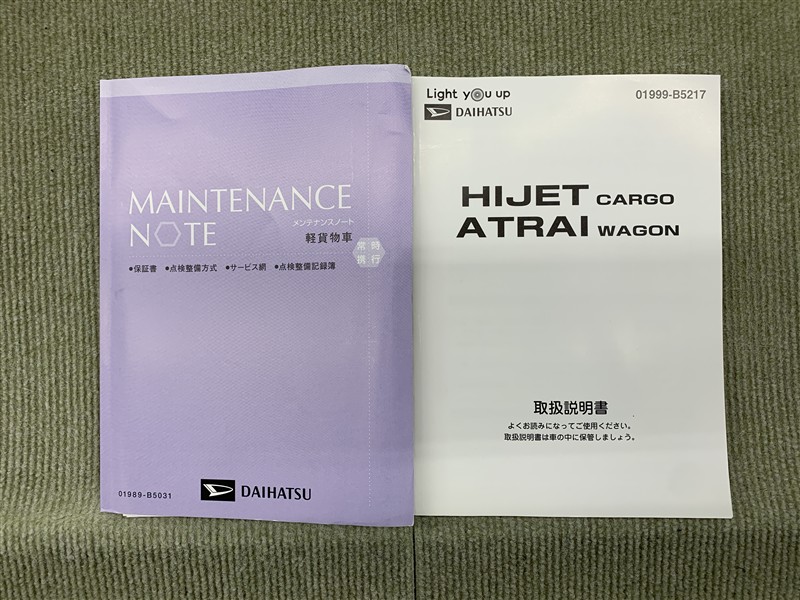 MAINTENANCE
NOTE
メンテナンスノート
軽貨物車
常時
携行
●保証書 ●点検整備方式 ●サービス網 ●点検整備記録簿
01989-B5031
DAIHATSU
Light you up
01999-B5217
DAIHATSU
HIJET CARGO
ATRAI WAGON
取扱説明書
よくお読みになってご使用ください。
取扱説明書は車の中に保管しましょう。